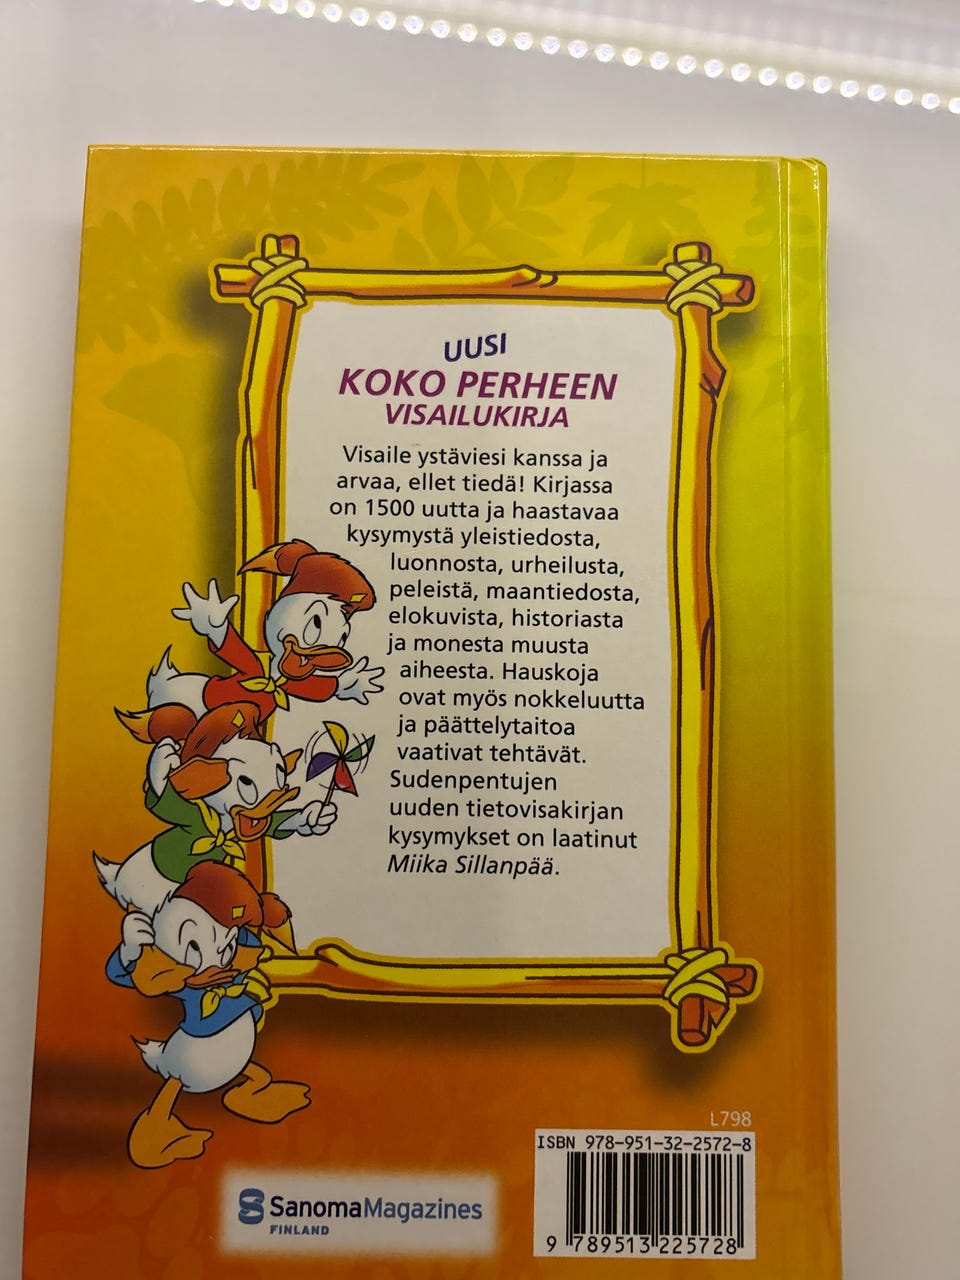 UUSI
KOKO PERHEEN
VISAILUKIRJA
Visaile ystäviesi kanssa ja
arvaa, ellet tiedä! Kirjassa
on 1500 uutta ja haastavaa
kysymystä yleistiedosta,
luonnosta, urheilusta,
peleistä, maantiedosta,
elokuvista, historiasta
ja monesta muusta
aiheesta. Hauskoja
ovat myös nokkeluutta
ja päättelytaitoa
vaativat tehtävät.
Sudenpentujen
uuden tietovisakirjan
kysymykset on laatinut
Miika Sillanpää.
L798
ISBN 978-951-32-2572-8
SanomaMagazines
FINLAND
9 789513 225728